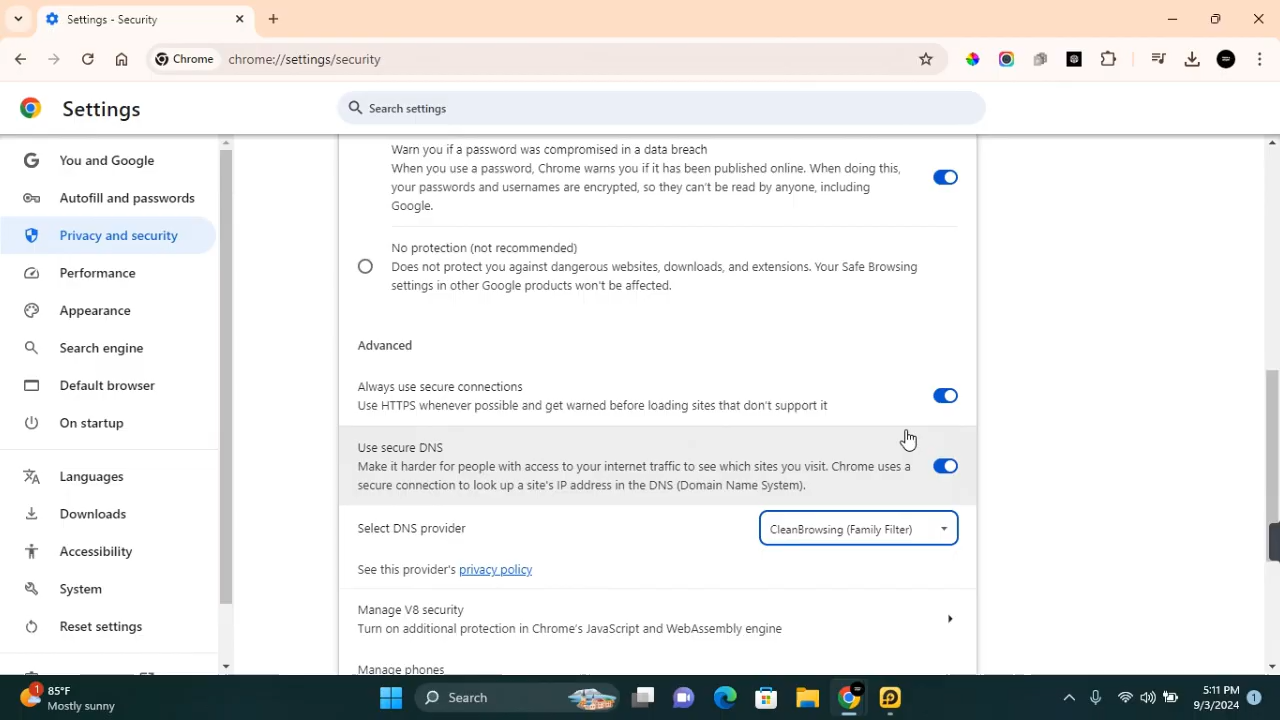 Settings - Security
Chrome
chrome://settings/security
Settings
Search settings
You and Google
Autofill and passwords
Privacy and security
Performance
Appearance
Search engine
Default browser
On startup
Languages
Downloads
Accessibility
System
Reset settings
Warn you if a password was compromised in a data breach
When you use a password, Chrome warns you if it has been published online. When doing this,
your passwords and usernames are encrypted, so they can't be read by anyone, including
Google.
No protection (not recommended)
Does not protect you against dangerous websites, downloads, and extensions. Your Safe Browsing
settings in other Google products won't be affected.
Advanced
Always use secure connections
Use HTTPS whenever possible and get warned before loading sites that don't support it
Use secure DNS
Make it harder for people with access to your internet traffic to see which sites you visit. Chrome uses a
secure connection to look up a site's IP address in the DNS (Domain Name System).
Select DNS provider
CleanBrowsing (Family Filter)
See this provider's privacy policy
Manage V8 security
Turn on additional protection in Chrome's JavaScript and WebAssembly engine
Manage phones
1
85°F
Mostly sunny
Search
5:11 PM
9/3/2024
1